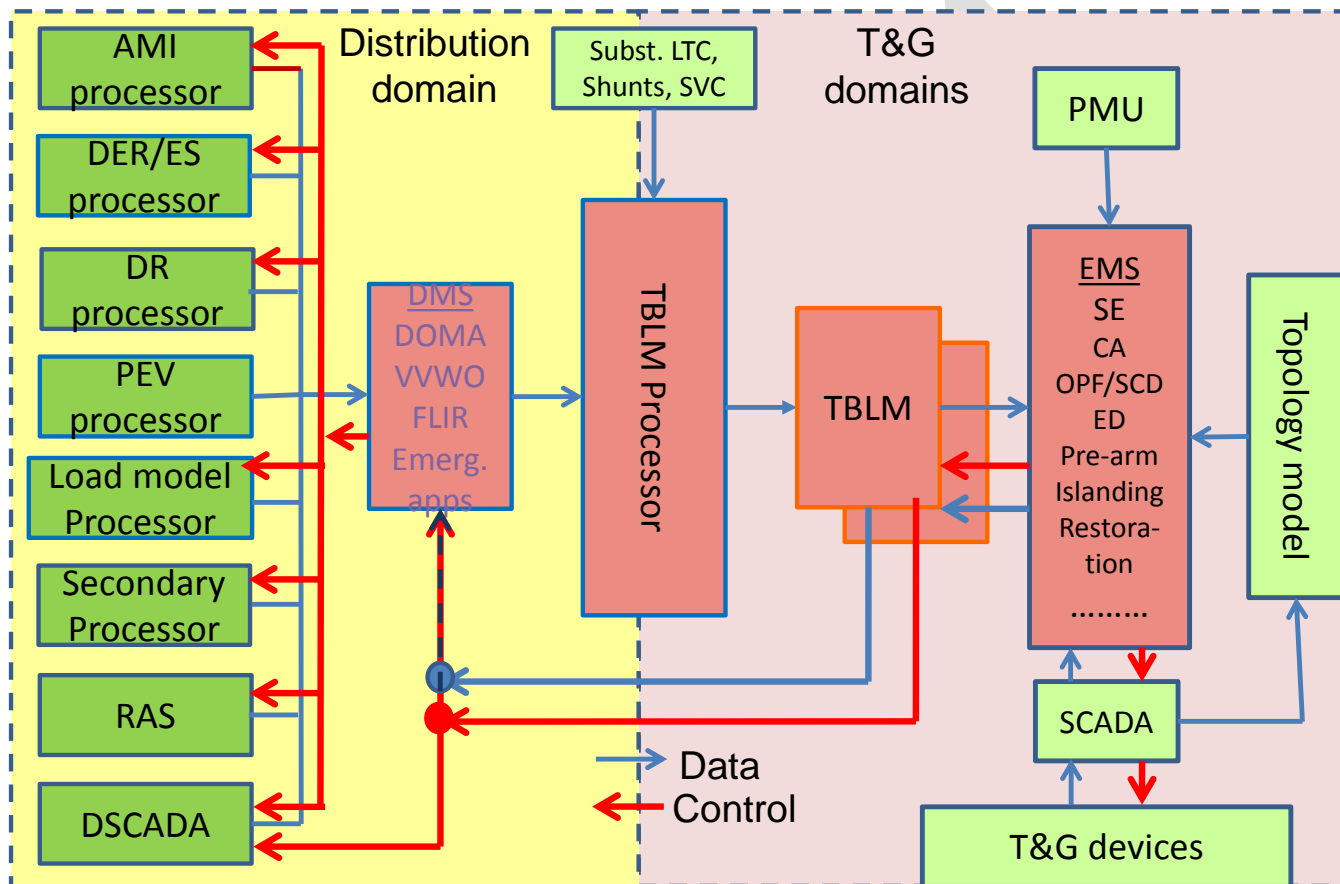 AMI
processor
DER/ES
processor
DR
processor
PEV
processor
Load model
Processor
Secondary
Processor
RAS
DSCADA
Distribution
domain
DMS
DOMA
VVWO
FLIR
Emerg.
apps
Subst. LTC,
Shunts, SVC
TBLM Processor
T&G
domains
TBLM
PMU
EMS
SE
CA
OPF/SCD
ED
Pre-arm
Islanding
Restora-
tion
.........
Topology model
SCADA
T&G devices
Data
Control